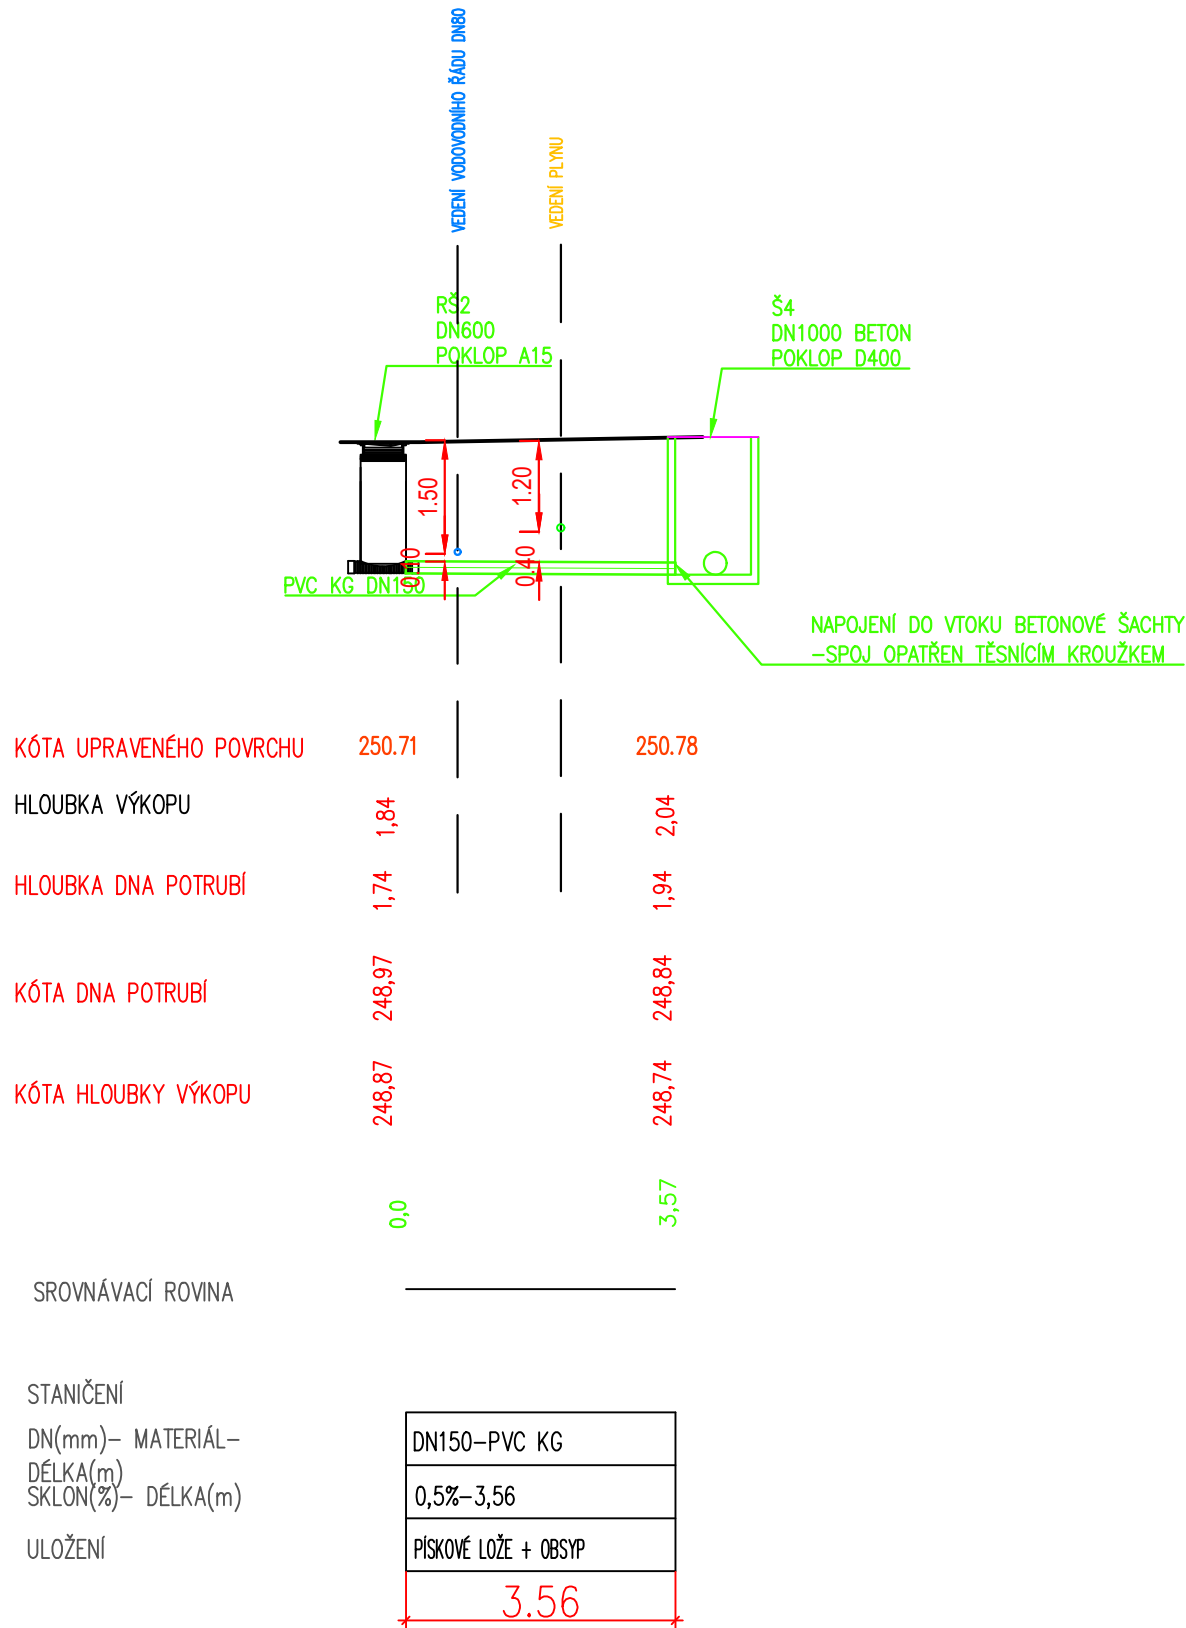 VEDENÍ VODOVODNÍHO ŘÁDU DN80
VEDENÍ PLYNU
RŠ2
DN600
POKLOP A15
Š4
DN1000 BETON
POKLOP D400
1.50
1.20
0.10
0.40
PVC KG DN150
NAPOJENÍ DO VTOKU BETONOVÉ ŠACHTY
-SPOJ OPATŘEN TĚSNÍCÍM KROUŽKEM
KÓTA UPRAVENÉHO POVRCHU 250.71 250.78
HLOUBKA VÝKOPU 1,84 2,04
HLOUBKA DNA POTRUBÍ 1,74 1,94
KÓTA DNA POTRUBÍ 248,97 248,84
KÓTA HLOUBKY VÝKOPU 248,87 248,74
0,0 3,57
SROVNÁVACÍ ROVINA
STANIČENÍ
DN(mm)- MATERIÁL-
DÉLKA(m)
DN150-PVC KG
SKLON(%)- DÉLKA(m)
0,5%-3,56
ULOŽENÍ
PÍSKOVÉ LOŽE + OBSYP
3.56